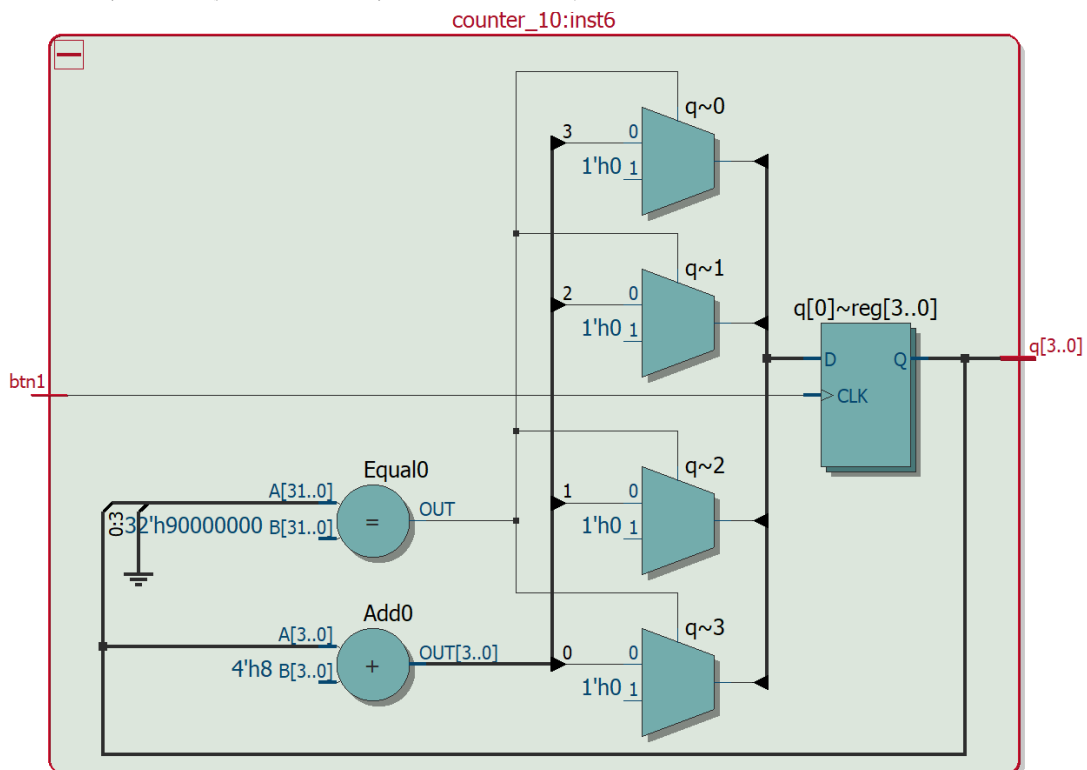 counter_10:inst6
q~0
3
0
1'h0
1
q~1
2
0
1'h0
1
q[0]~reg[3..0]
D
Q
q[3..0]
btn1
CLK
Equal0
q~2
A[31..0]
1
0
OUT
0:3
32'h90000000
B[31..0]
=
1'h0
1
Add0
q~3
A[3..0]
OUT[3..0]
0
0
4'h8
B[3..0]
+
1'h0
1